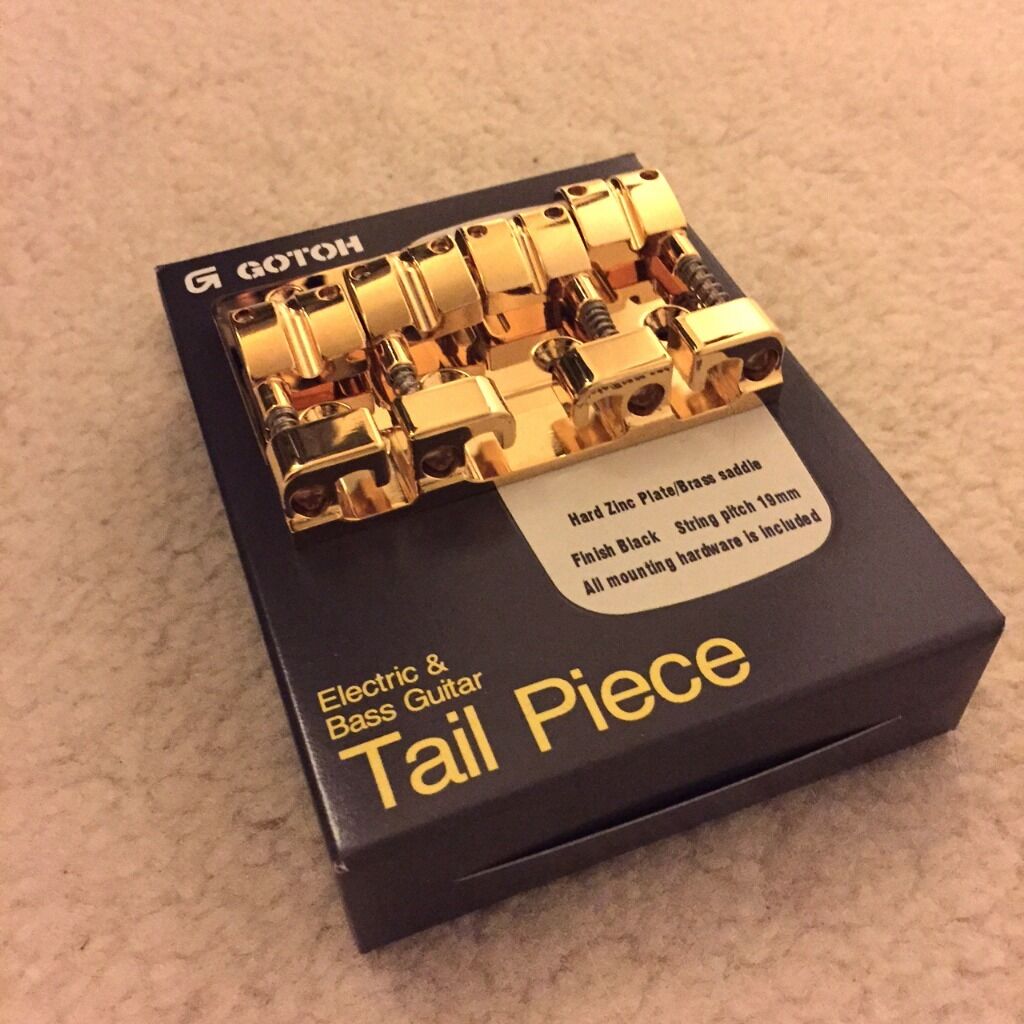 GOTOH
Hard Zinc Plate/Brass saddle
Finish Black String pitch 19mm
All mounting hardware is included
Electric &
Bass Guitar
Tail Piece